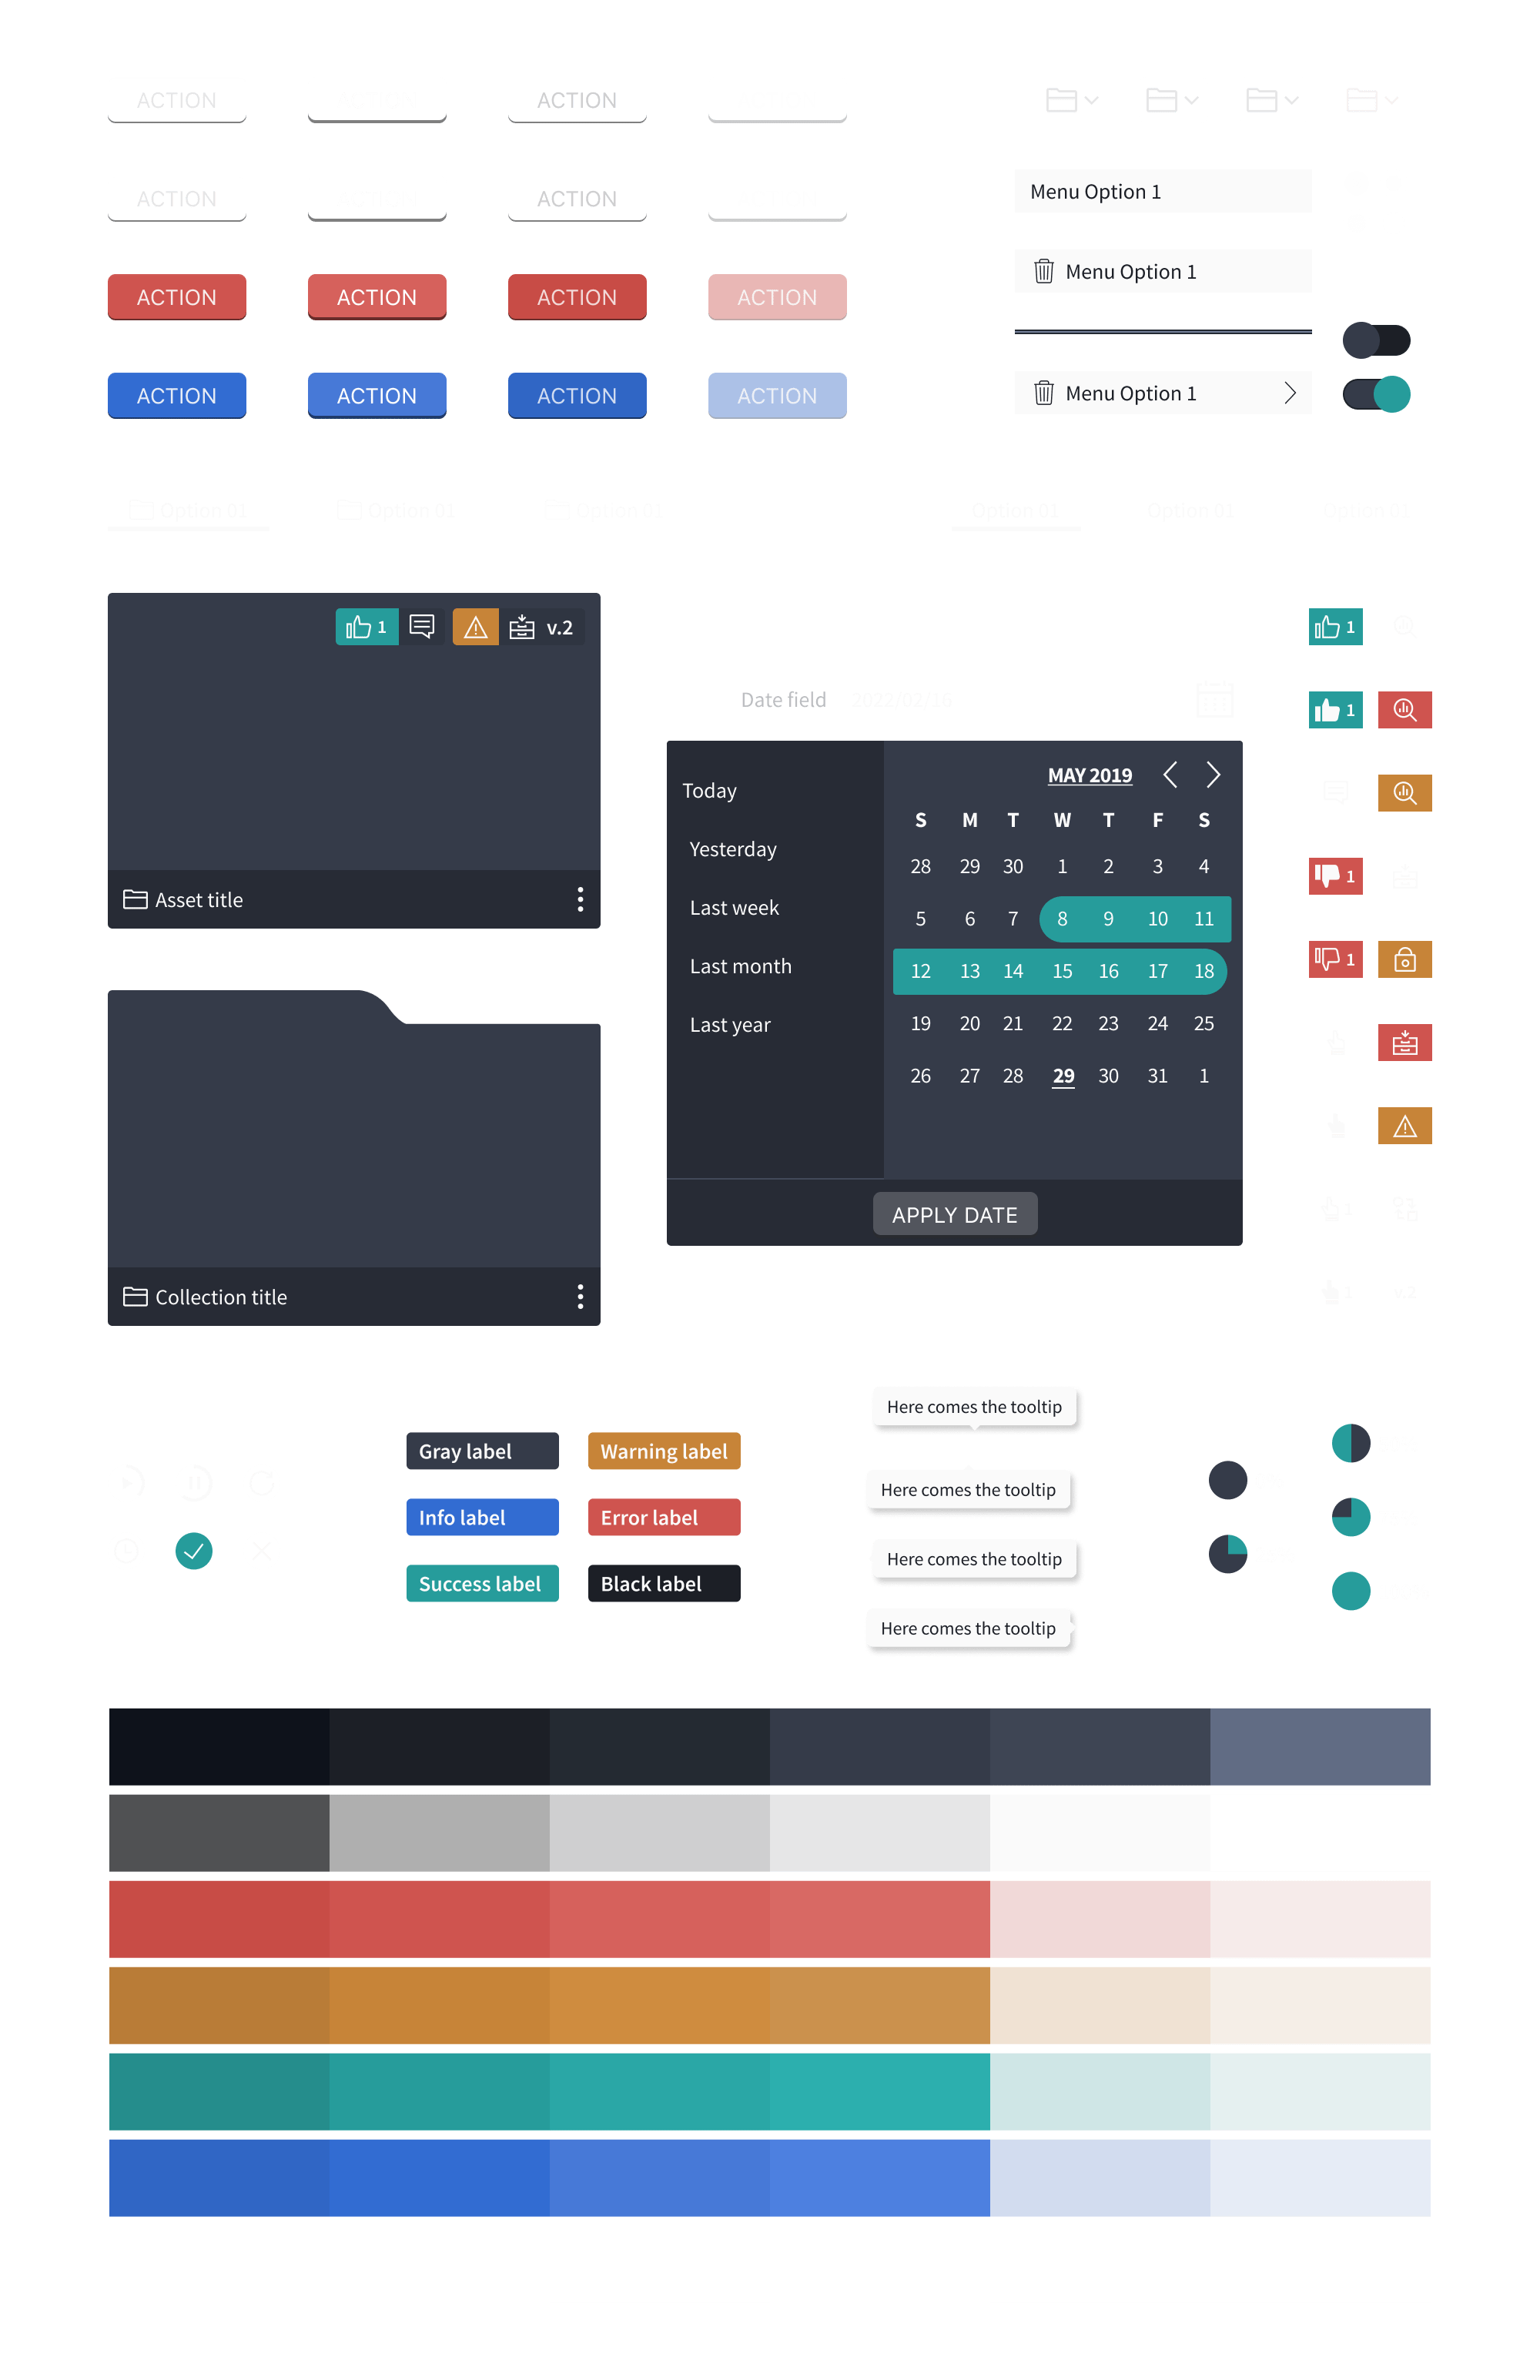 ACTION ACTION
ACTION ACTION
ACTION ACTION ACTION ACTION
ACTION ACTION ACTION ACTION
Menu Option 1
Menu Option 1
Menu Option 1
Option 01 Option 01 Option 01 Option 01 Option 01 Option 01
1 v.2
Asset title
Collection title
Date field 2022/02/16
Today
Yesterday
Last week
Last month
Last year
MAY 2019
S M T W T F S
28 29 30 1 2 3 4
5 6 7 8 9 10 11
12 13 14 15 16 17 18
19 20 21 22 23 24 25
26 27 28 29 30 31 1
APPLY DATE
1
1
1
1
1
1 v.2
Gray label Warning label
Info label Error label
Success label Black label
Here comes the tooltip
Here comes the tooltip
Here comes the tooltip
Here comes the tooltip